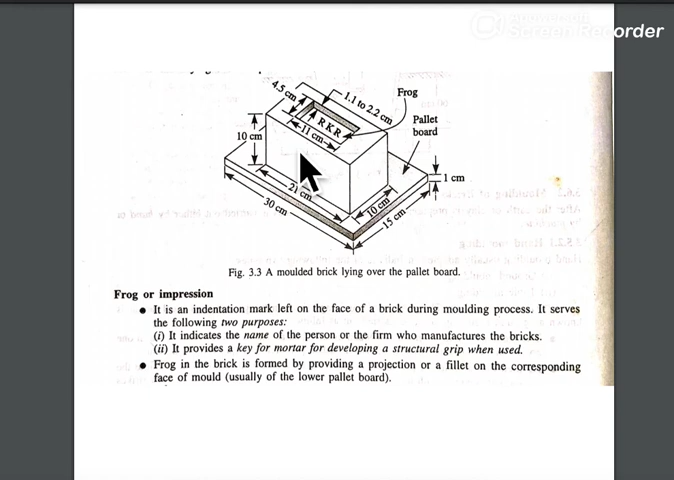 Screen Recorder
4.5 cm
1.1 to 2.2 cm
Frog
Pallet
board
RKR
11 cm
10 cm
1 cm
21 cm
10 cm
30 cm
15 cm
Fig. 3.3 A moulded brick lying over the pallet board.
Frog or impression
● It is an indentation mark left on the face of a brick during moulding process. It serves
the following two purposes:
(i) It indicates the name of the person or the firm who manufactures the bricks.
(ii) It provides a key for mortar for developing a structural grip when used.
● Frog in the brick is formed by providing a projection or a fillet on the corresponding
face of mould (usually of the lower pallet board).